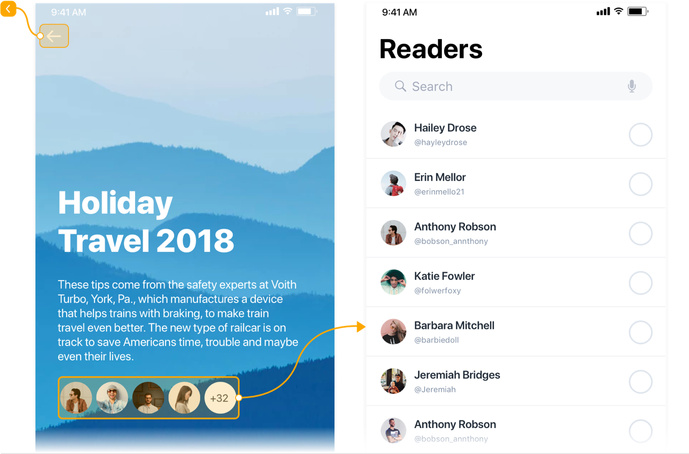 9:41 AM
Holiday
Travel 2018
These tips come from the safety experts at Voith
Turbo, York, Pa., which manufactures a device
that helps trains with braking, to make train
travel even better. The new type of railcar is on
track to save Americans time, trouble and maybe
even their lives.
+32
9:41 AM
Readers
Search
Hailey Drose
@hayleydrose
Erin Mellor
@erinmello21
Anthony Robson
@bobson_annthony
Katie Fowler
@folwerfoxy
Barbara Mitchell
@barbiedoll
Jeremiah Bridges
@Jeremiah
Anthony Robson
@bobson_annthony